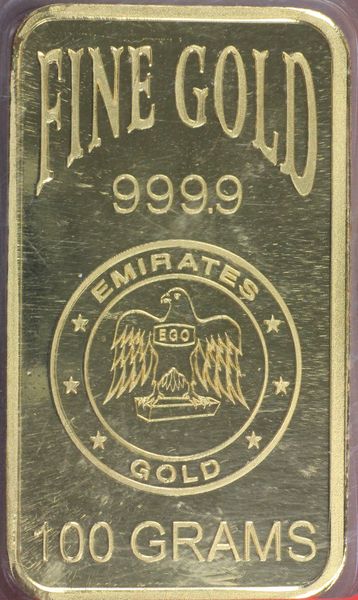 FINE GOLD
999.9
EMIRATES
EGO
GOLD
100 GRAMS